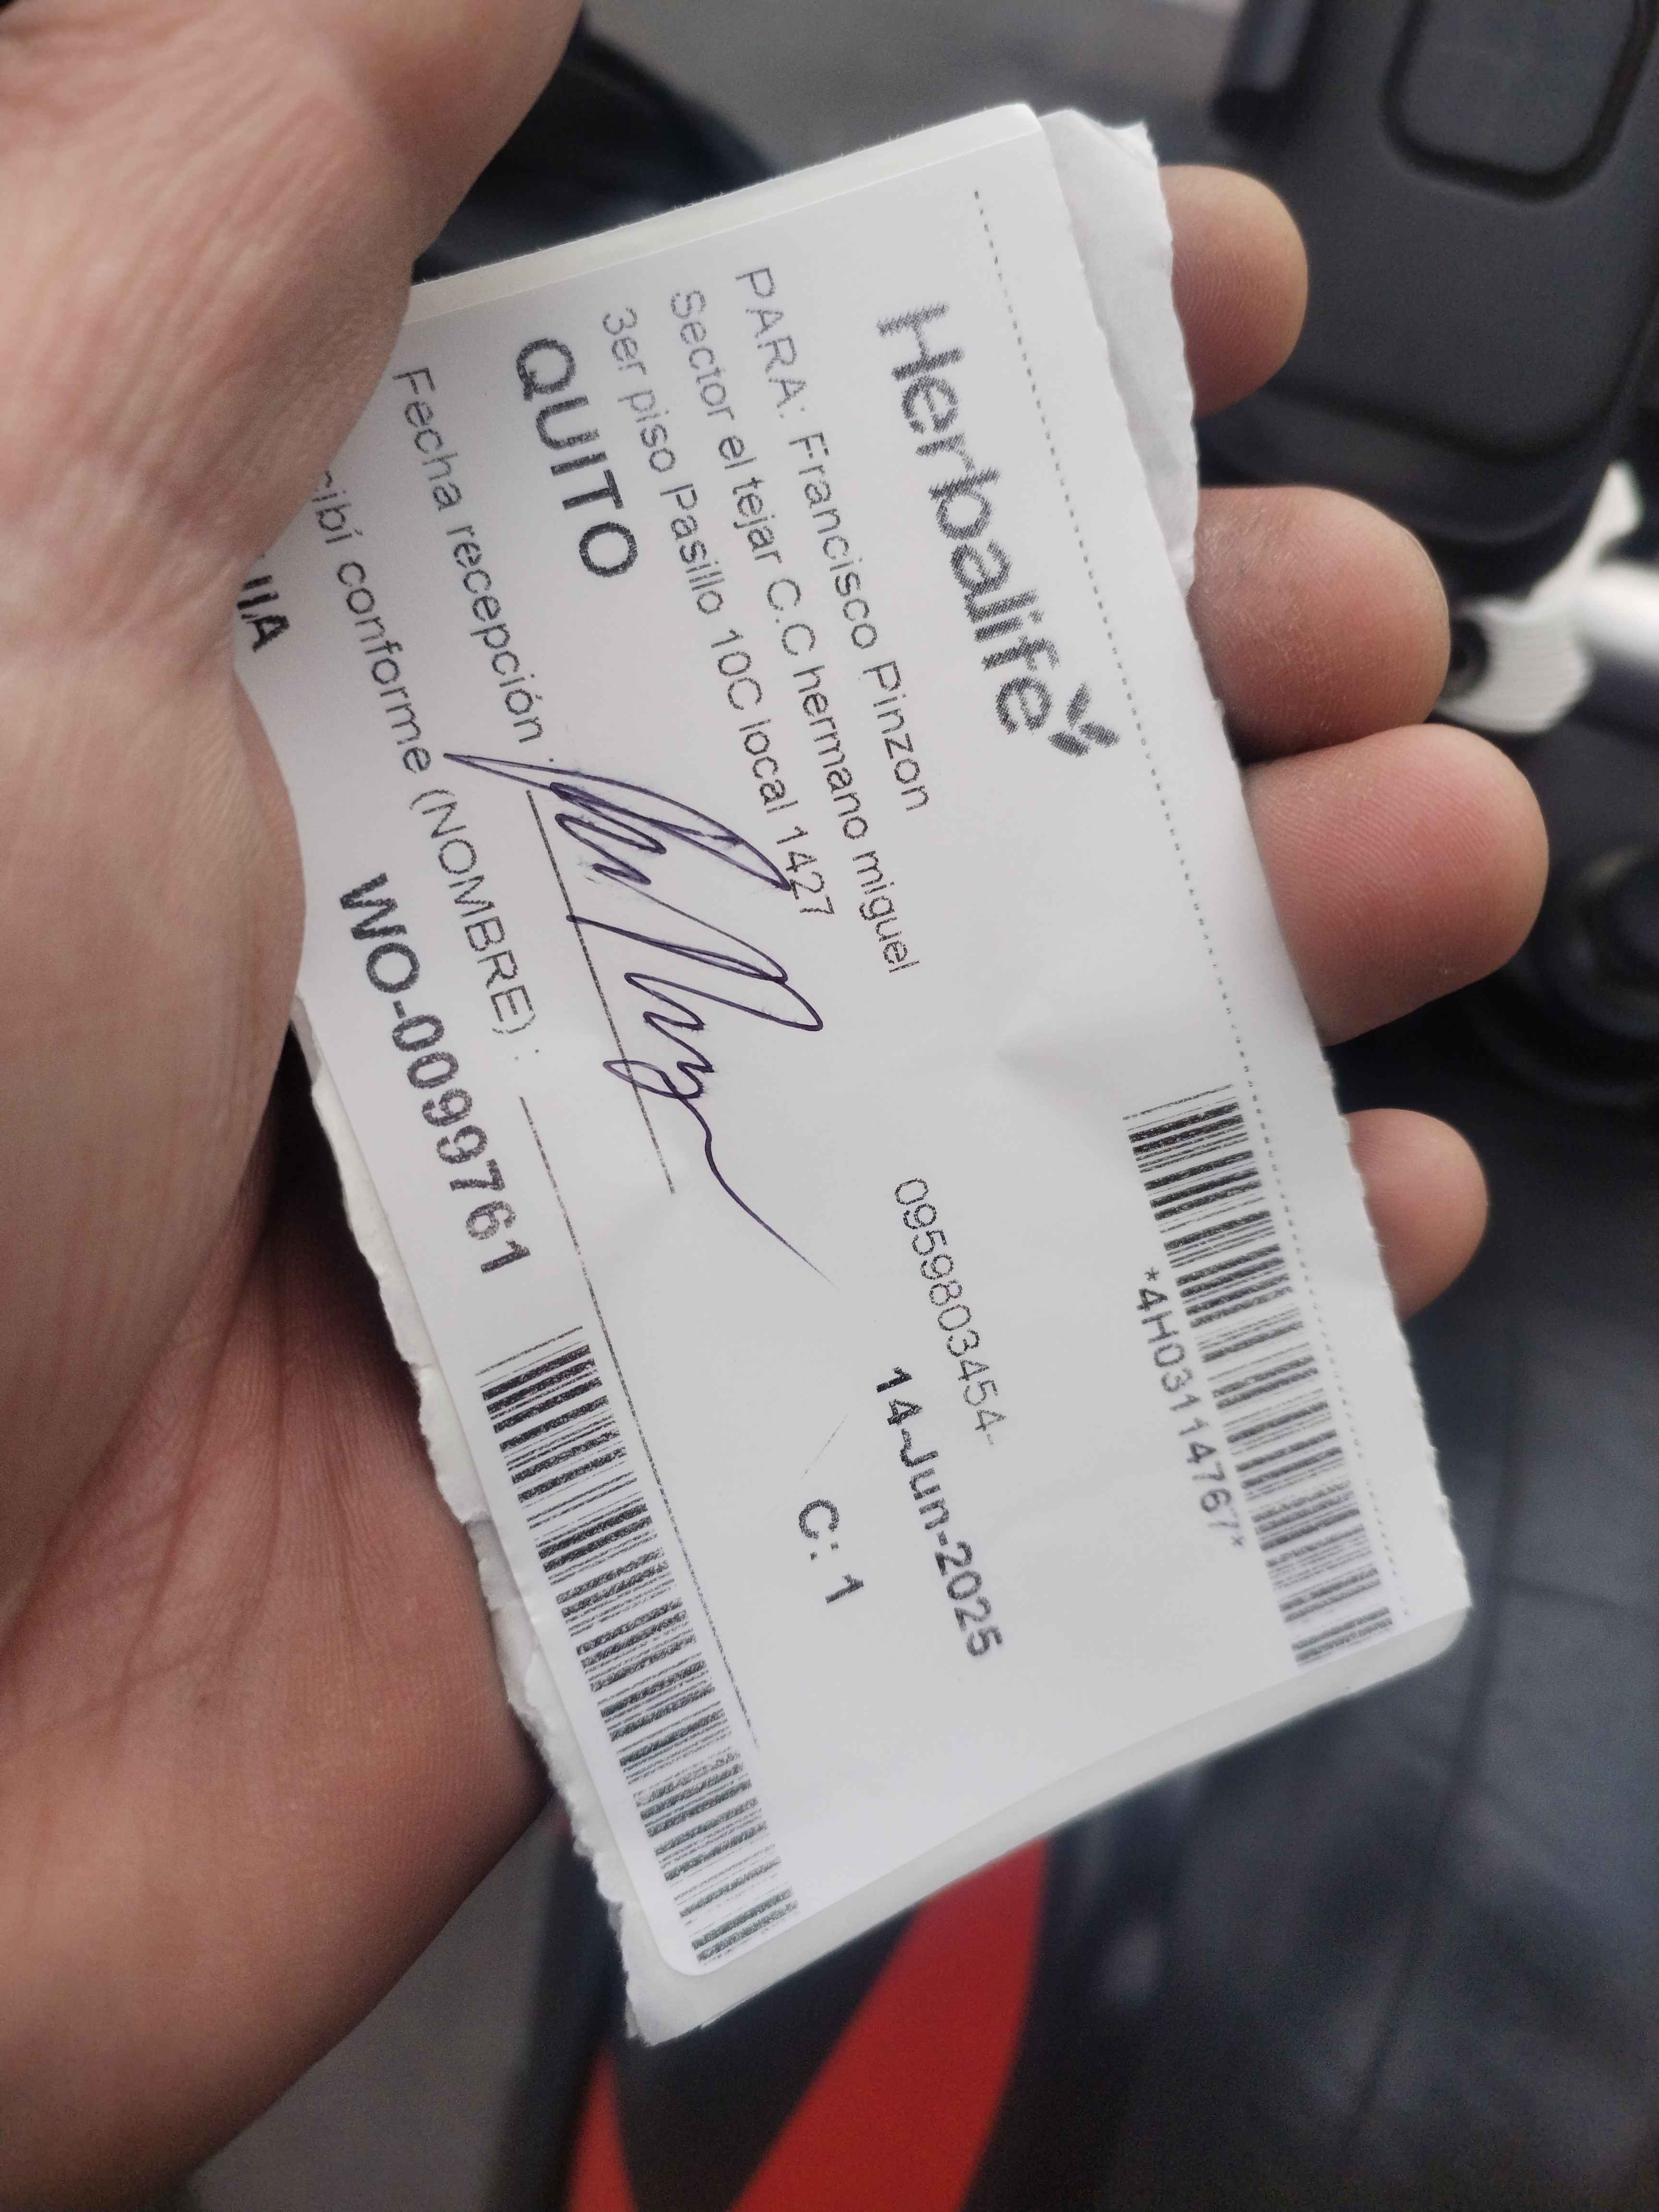 Herbalife
*4H03114767*
PARA: Francisco Pinzon
0959803454-
Sector el tejar C.C hermano miguel
3er piso Pasillo 10C local 1427
14-Jun-2025
QUITO
C: 1
Fecha recepción :
cibí conforme (NOMBRE) :
WO-0099761